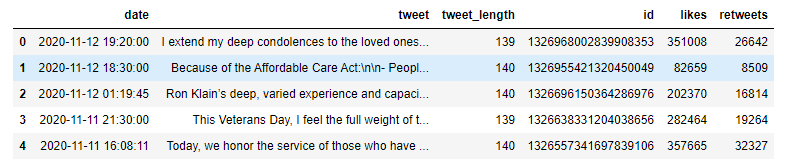 date tweet tweet_length id likes retweets
0 2020-11-12 19:20:00 I extend my deep condolences to the loved ones... 139 1326968002839908353 351008 26642
1 2020-11-12 18:30:00 Because of the Affordable Care Act:\n\n- Peopl... 140 1326955421320450049 82659 8509
2 2020-11-12 01:19:45 Ron Klain's deep, varied experience and capaci... 140 1326696150364286976 202370 16814
3 2020-11-11 21:30:00 This Veterans Day, I feel the full weight of t... 139 1326638331204038656 282464 19264
4 2020-11-11 16:08:11 Today, we honor the service of those who have ... 140 1326557341697839106 357665 32327